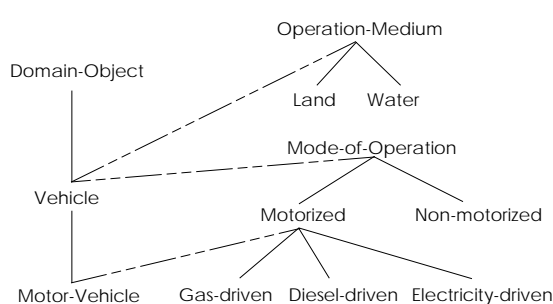 Operation-Medium
Domain-Object
Land Water
Mode-of-Operation
Vehicle
Motorized Non-motorized
Motor-Vehicle Gas-driven Diesel-driven Electricity-driven